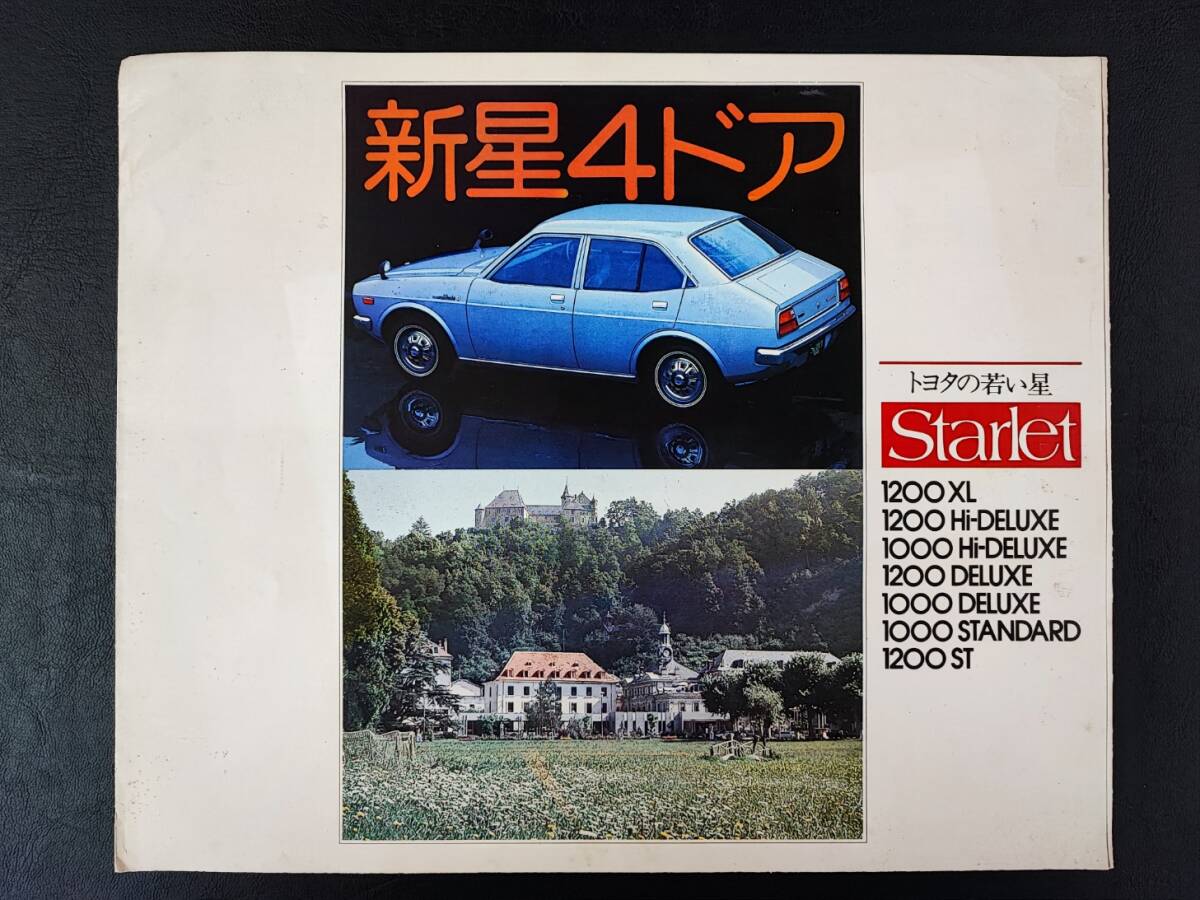 新星4ドア
トヨタの若い星
Starlet
1200 XL
1200 Hi-DELUXE
1000 Hi-DELUXE
1200 DELUXE
1000 DELUXE
1000 STANDARD
1200 ST